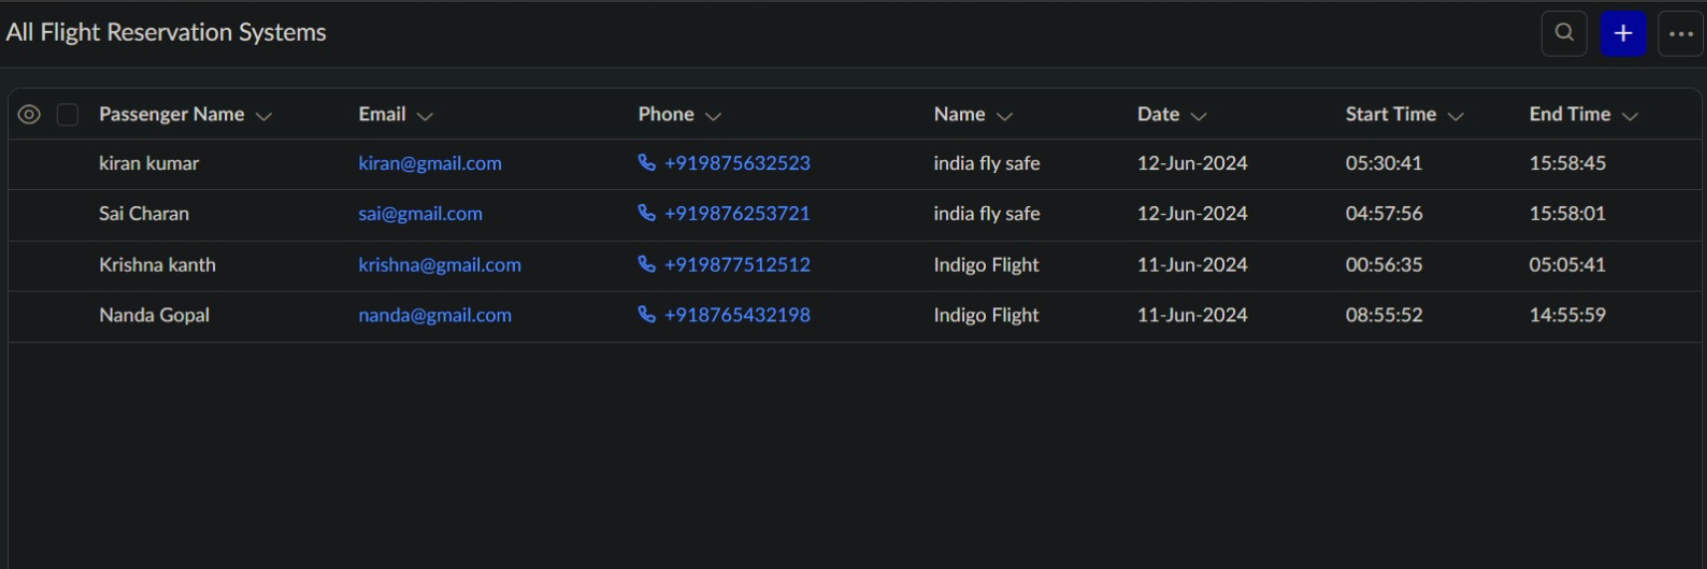 All Flight Reservation Systems
Passenger Name Email Phone Name Date Start Time End Time
kiran kumar kiran@gmail.com +919875632523 india fly safe 12-Jun-2024 05:30:41 15:58:45
Sai Charan sai@gmail.com +919876253721 india fly safe 12-Jun-2024 04:57:56 15:58:01
Krishna kanth krishna@gmail.com +919877512512 Indigo Flight 11-Jun-2024 00:56:35 05:05:41
Nanda Gopal nanda@gmail.com +918765432198 Indigo Flight 11-Jun-2024 08:55:52 14:55:59